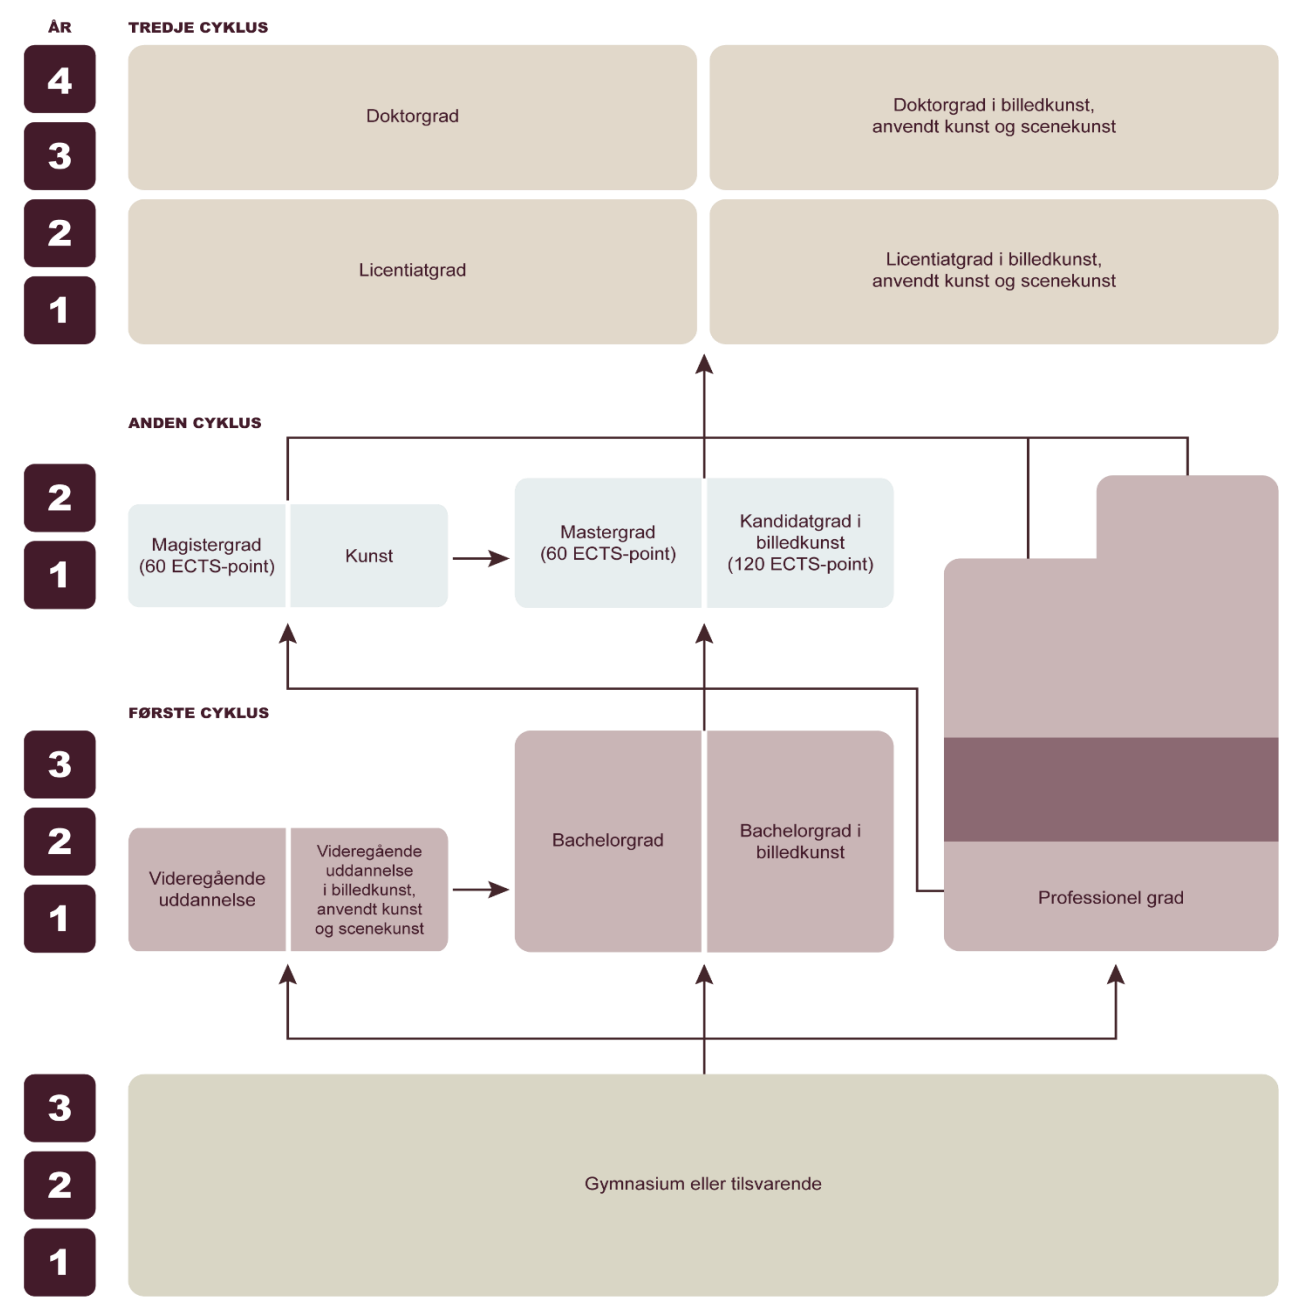 ÅR
TREDJE CYKLUS
4
3
2
1
Doktorgrad
Doktorgrad i billedkunst,
anvendt kunst og scenekunst
Licentiatgrad
Licentiatgrad i billedkunst,
anvendt kunst og scenekunst
ANDEN CYKLUS
2
1
Magistergrad
(60 ECTS-point)
Kunst
Mastergrad
(60 ECTS-point)
Kandidatgrad i
billedkunst
(120 ECTS-point)
FØRSTE CYKLUS
3
2
1
Videregående
uddannelse
Videregående
uddannelse
i billedkunst,
anvendt kunst
og scenekunst
Bachelorgrad
Bachelorgrad i
billedkunst
Professionel grad
3
2
1
Gymnasium eller tilsvarende